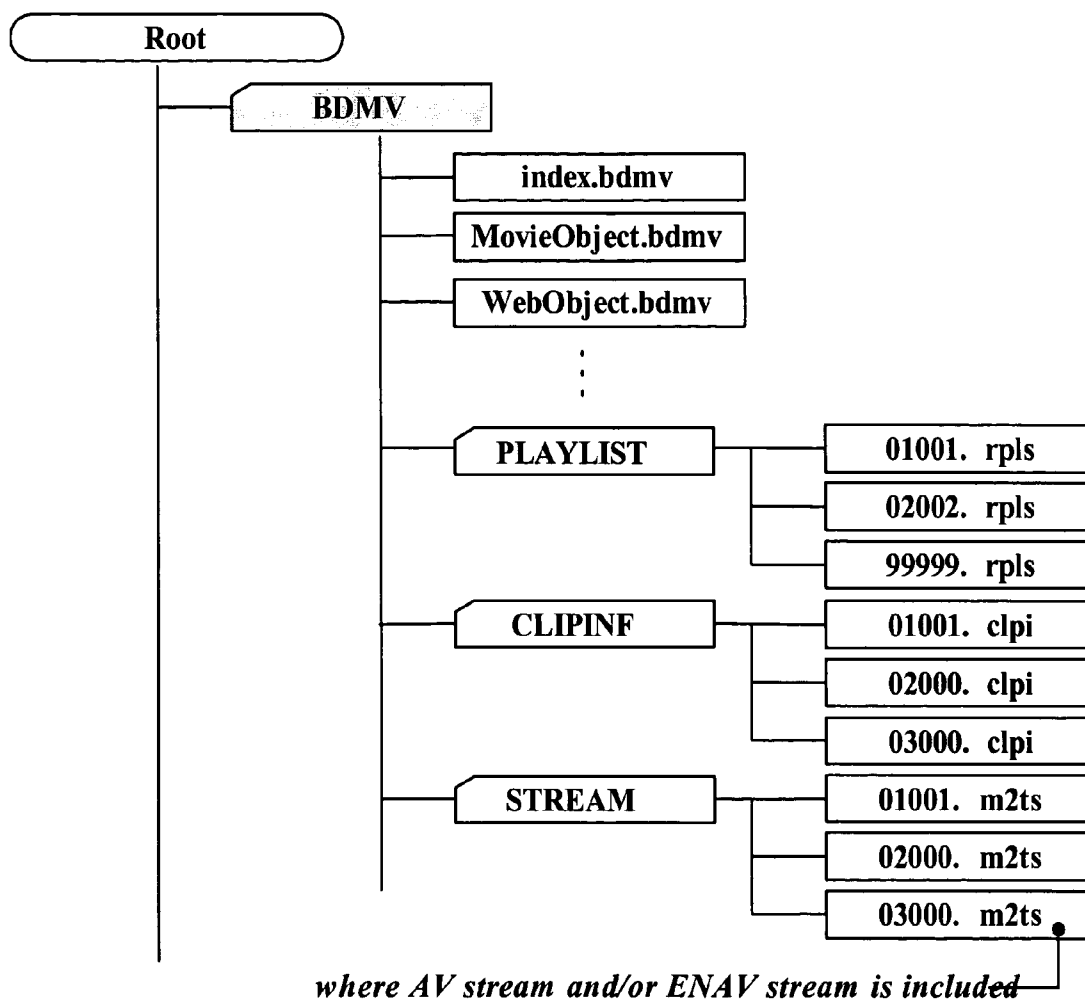 Root
BDMV
index.bdmv
MovieObject.bdmv
WebObject.bdmv
PLAYLIST
01001. rpls
02002. rpls
99999. rpls
CLIPINF
01001. clpi
02000. clpi
03000. clpi
STREAM
01001. m2ts
02000. m2ts
03000. m2ts
where AV stream and/or ENAV stream is included